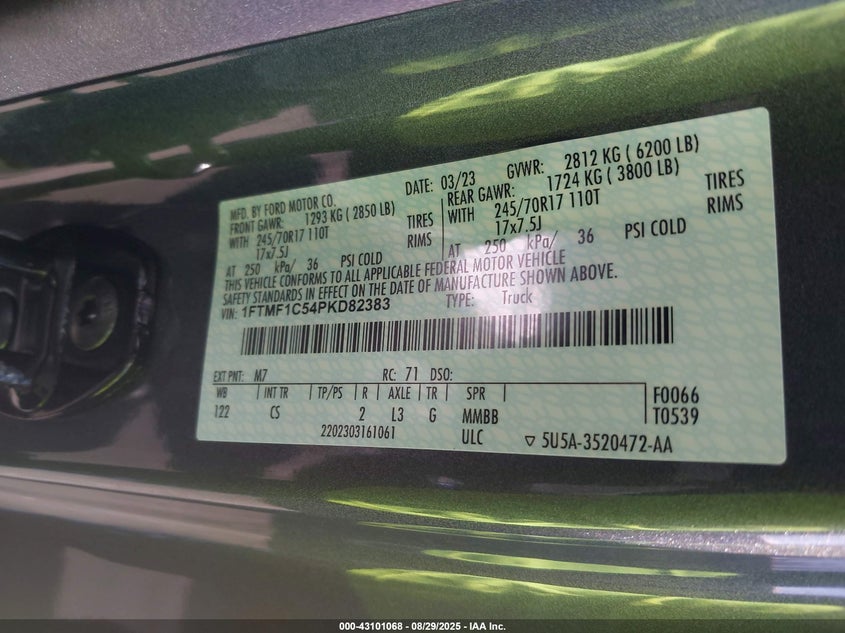 MFD. BY FORD MOTOR CO.
DATE: 03/23 GVWR: 2812 KG ( 6200 LB)
FRONT GAWR: 1293 KG ( 2850 LB)
WITH 245/70R17 110T TIRES
17x7.5J RIMS
AT 250 kPa/ 36 PSI COLD
REAR GAWR: 1724 KG ( 3800 LB)
WITH 245/70R17 110T TIRES
17x7.5J RIMS
AT 250 kPa/ 36 PSI COLD
THIS VEHICLE CONFORMS TO ALL APPLICABLE FEDERAL MOTOR VEHICLE
SAFETY STANDARDS IN EFFECT ON THE DATE OF MANUFACTURE SHOWN ABOVE.
VIN: 1FTMF1C54PKD82383 TYPE: Truck
EXT PNT: M7 RC: 71 DSO:
WB INT TR TP/PS R AXLE TR SPR
122 CS 2 L3 G MMBB
F0066
T0539
2202303161061 ULC ▽ 5U5A-3520472-AA
000-43101068 - 08/29/2025 - IAA Inc.